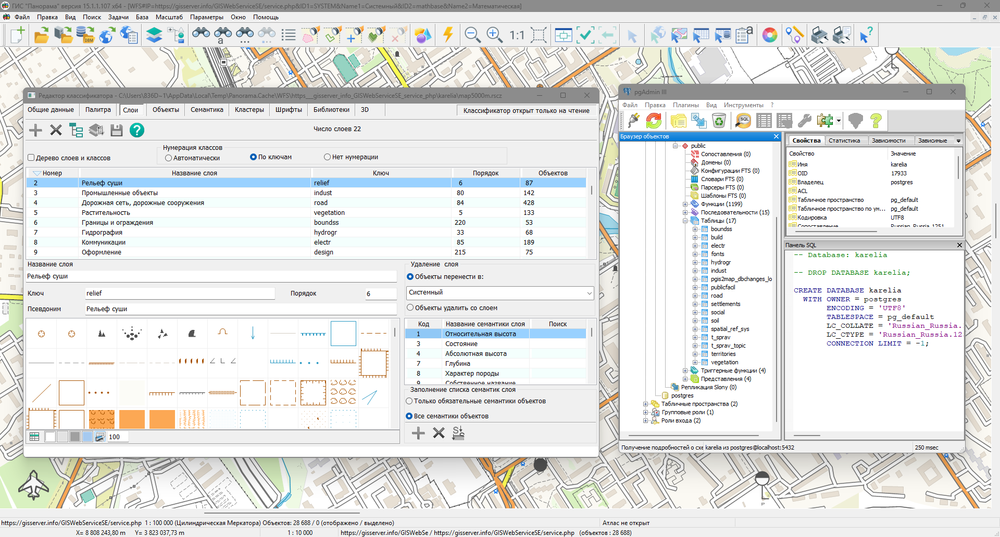 ГИС "Панорама" версия 15.1.1.107 x64 - [WFS#IP=https://gisserver.info/GISWebServiceSE/service.php&ID1=SYSTEM&Name1=Системный&ID2=mathbase&Name2=Математическая]
Файл Правка Вид Поиск Задачи База Масштаб Параметры Окно Помощь
DBM a 1:1 a ?
Редактор классификатора - C:\Users\836D~1\AppData\Local\Temp\Panorama.Cache\WFS\https___gisserver_info_GISWebServiceSE_service_php\karelia\map5000m.rscz
Общие данные Палитра Слои Объекты Семантика Кластеры Шрифты Библиотеки 3D
Классификатор открыт только на чтение
Число слоев 22
Нумерация классов
Дерево слоев и классов Автоматически По ключам Нет нумерации
Номер Название слоя Ключ Порядок Объектов
2 Рельеф суши relief 6 87
3 Промышленные объекты indust 80 142
4 Дорожная сеть, дорожные сооружения road 84 428
5 Растительность vegetation 5 133
6 Границы и ограждения boundss 220 53
7 Гидрография hydrogr 33 68
8 Коммуникации electr 85 189
9 Оформление design 215 75
Название слоя
Рельеф суши
Ключ relief Порядок 6
Псевдоним Рельеф суши
100
Удаление слоя
Объекты перенести в:
Системный
Объекты удалить со слоем
Код Название семантики слоя Поиск
1 Относительная высота
3 Состояние
4 Абсолютная высота
7 Глубина
8 Характер породы
9 Собственное название
Заполнение списка семантик слоя
Только обязательные семантики объектов
Все семантики объектов
pgAdmin III
Файл Правка Плагины Вид Инструменты ?
SQL
Браузер объектов
public
Сопоставления (0)
Домены (0)
Конфигурации FTS (0)
Словари FTS (0)
Парсеры FTS (0)
Шаблоны FTS (0)
Функции (1199)
Последовательности (15)
Таблицы (17)
boundss
build
electr
fonts
hydrogr
indust
pgis2map_dbchanges_lo
publicfacil
road
settlements
social
soil
spatial_ref_sys
t_sprav
t_sprav_topic
territories
vegetation
Триггерные функции (4)
Представления (4)
Репликация Slony (0)
postgres
Табличные пространства (2)
Групповые роли (1)
Роли входа (2)
Свойства Статистика Зависимости Зависимые
Свойство Значение
Имя karelia
OID 17933
Владелец postgres
ACL
Табличное пространство pg_default
Табличное пространство по ум... pg_default
Кодировка UTF8
Сопоставление Russian_Russia.1251
Панель SQL
-- Database: karelia
-- DROP DATABASE karelia;
CREATE DATABASE karelia
WITH OWNER = postgres
ENCODING = 'UTF8'
TABLESPACE = pg_default
LC_COLLATE = 'Russian_Russia.
LC_CTYPE = 'Russian_Russia.12
CONNECTION LIMIT = -1;
Получение подробностей о схе karelia из postgres@localhost:5432 250 msec
https://gisserver.info/GISWebServiceSE/service.php 1 : 100 000 (Цилиндрическая Меркатора) Объектов: 28 688 / 0 (отображено / выделено) Атлас не открыт
X= 8 808 243,80 m Y= 3 823 037,73 m 1 : 10 000 https://gisserver.info/GISWebSe / https://gisserver.info/GISWebServiceSE/service.php (объектов : 28 688)